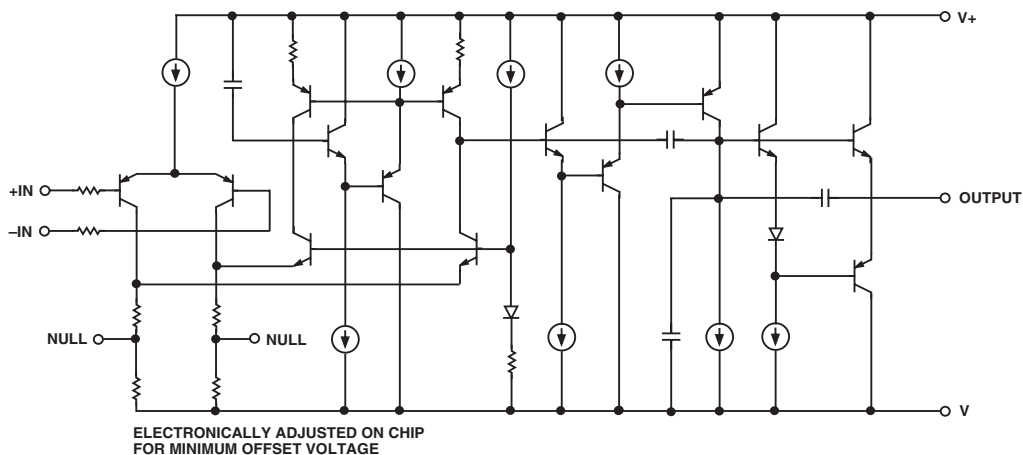 V+
+IN
–IN
OUTPUT
NULL
NULL
V
ELECTRONICALLY ADJUSTED ON CHIP
FOR MINIMUM OFFSET VOLTAGE